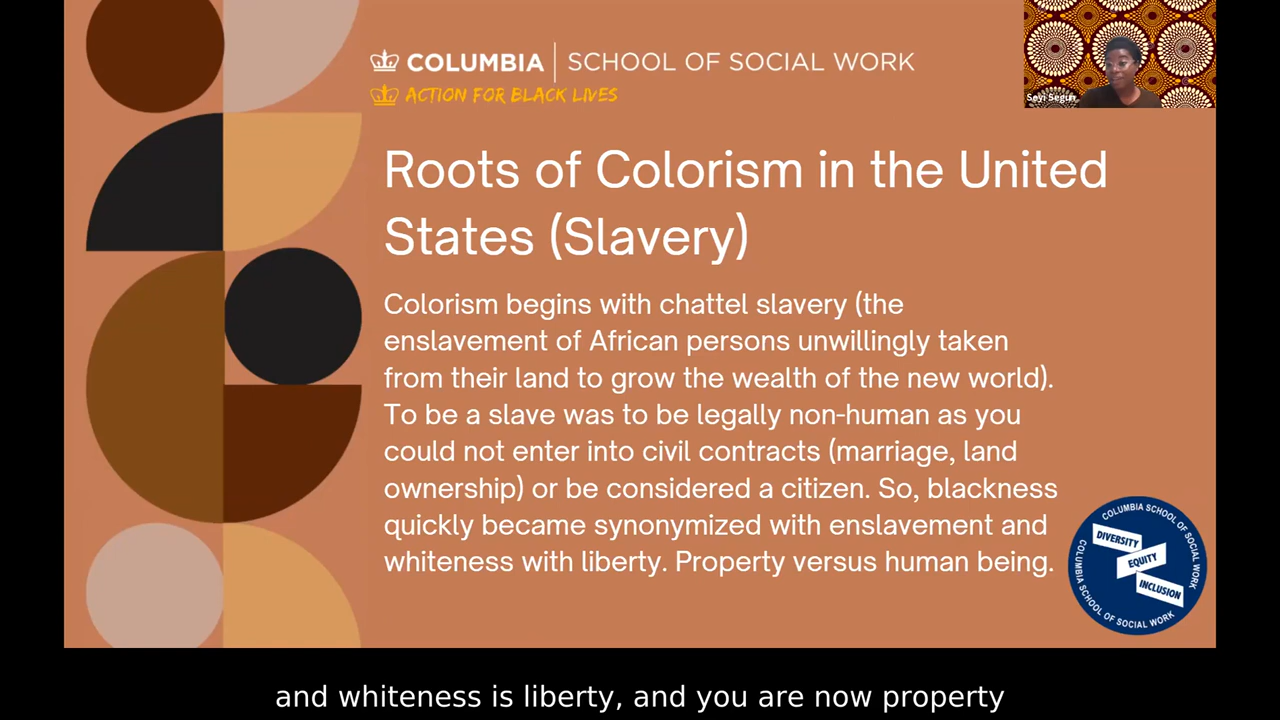 COLUMBIA | SCHOOL OF SOCIAL WORK
ACTION FOR BLACK LIVES
Seyi Segun
Roots of Colorism in the United
States (Slavery)
Colorism begins with chattel slavery (the
enslavement of African persons unwillingly taken
from their land to grow the wealth of the new world).
To be a slave was to be legally non-human as you
could not enter into civil contracts (marriage, land
ownership) or be considered a citizen. So, blackness
quickly became synonymized with enslavement and
whiteness with liberty. Property versus human being.
COLUMBIA SCHOOL OF SOCIAL WORK
DIVERSITY
EQUITY
INCLUSION
COLUMBIA SCHOOL OF SOCIAL WORK
and whiteness is liberty, and you are now property